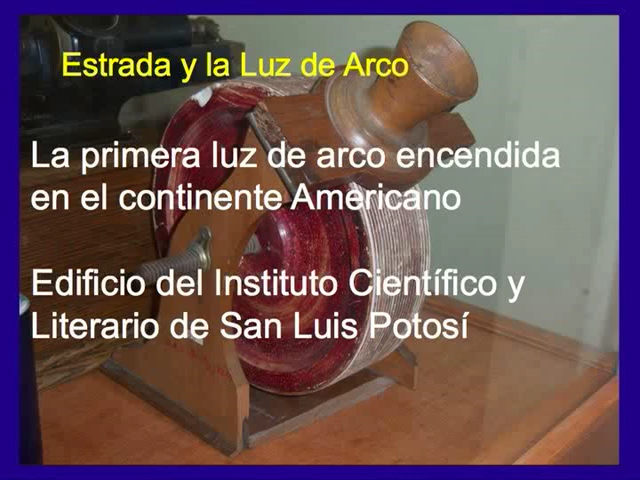 Estrada y la Luz de Arco
La primera luz de arco encendida
en el continente Americano
Edificio del Instituto Científico y
Literario de San Luis Potosí